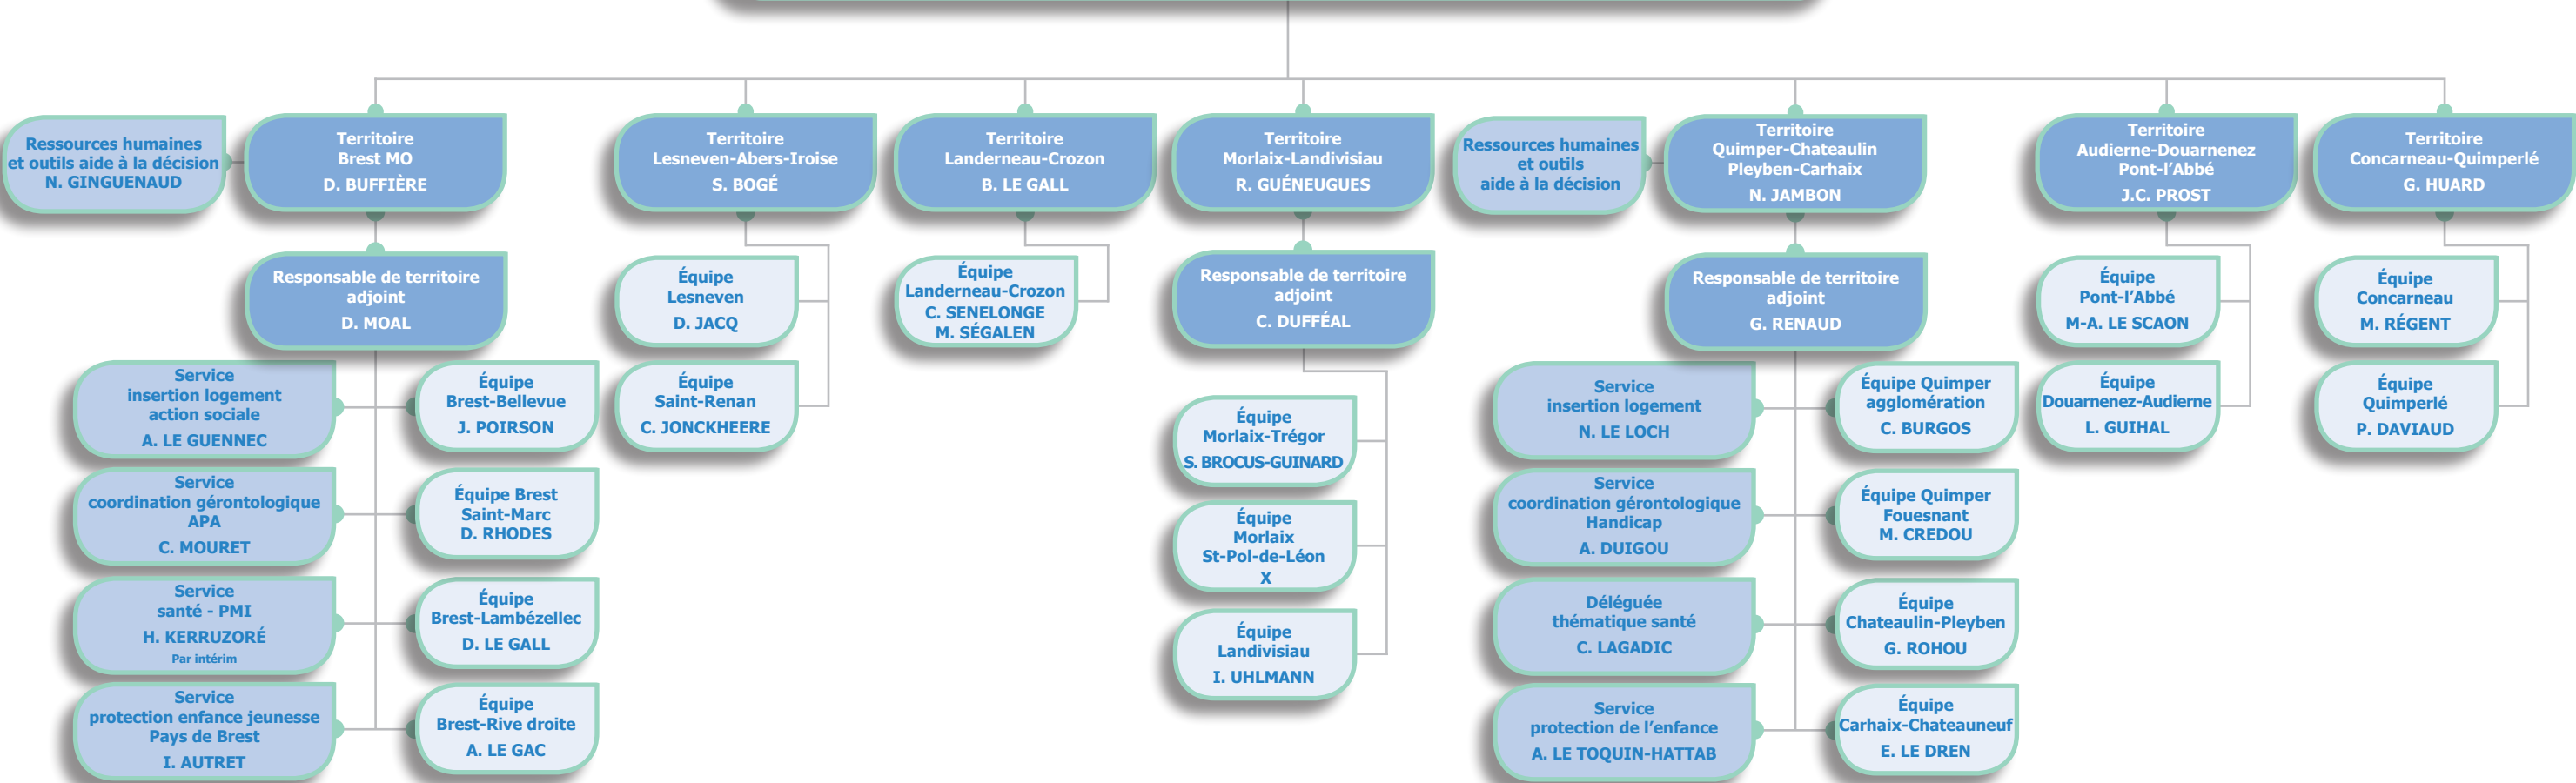 Ressources humaines
et outils aide à la décision
N. GINGUENAUD
Territoire
Brest MO
D. BUFFIÈRE
Responsable de territoire
adjoint
D. MOAL
Service
insertion logement
action sociale
A. LE GUENNEC
Service
coordination gérontologique
APA
C. MOURET
Service
santé - PMI
H. KERRUZORÉ
Par intérim
Service
protection enfance jeunesse
Pays de Brest
I. AUTRET
Équipe
Brest-Bellevue
J. POIRSON
Équipe Brest
Saint-Marc
D. RHODES
Équipe
Brest-Lambézellec
D. LE GALL
Équipe
Brest-Rive droite
A. LE GAC
Territoire
Lesneven-Abers-Iroise
S. BOGÉ
Équipe
Lesneven
D. JACQ
Équipe
Saint-Renan
C. JONCKHEERE
Territoire
Landerneau-Crozon
B. LE GALL
Équipe
Landerneau-Crozon
C. SENELONGE
M. SÉGALEN
Territoire
Morlaix-Landivisiau
R. GUÉNEUGUES
Responsable de territoire
adjoint
C. DUFFÉAL
Équipe
Morlaix-Trégor
S. BROCUS-GUINARD
Équipe
Morlaix
St-Pol-de-Léon
X
Équipe
Landivisiau
I. UHLMANN
Ressources humaines
et outils
aide à la décision
Territoire
Quimper-Chateaulin
Pleyben-Carhaix
N. JAMBON
Responsable de territoire
adjoint
G. RENAUD
Service
insertion logement
N. LE LOCH
Service
coordination gérontologique
Handicap
A. DUIGOU
Déléguée
thématique santé
C. LAGADIC
Service
protection de l'enfance
A. LE TOQUIN-HATTAB
Équipe Quimper
agglomération
C. BURGOS
Équipe Quimper
Fouesnant
M. CREDOU
Équipe
Chateaulin-Pleyben
G. ROHOU
Équipe
Carhaix-Chateauneuf
E. LE DREN
Territoire
Audierne-Douarnenez
Pont-l'Abbé
J.C. PROST
Équipe
Pont-l'Abbé
M-A. LE SCAON
Équipe
Douarnenez-Audierne
L. GUIHAL
Territoire
Concarneau-Quimperlé
G. HUARD
Équipe
Concarneau
M. RÉGENT
Équipe
Quimperlé
P. DAVIAUD